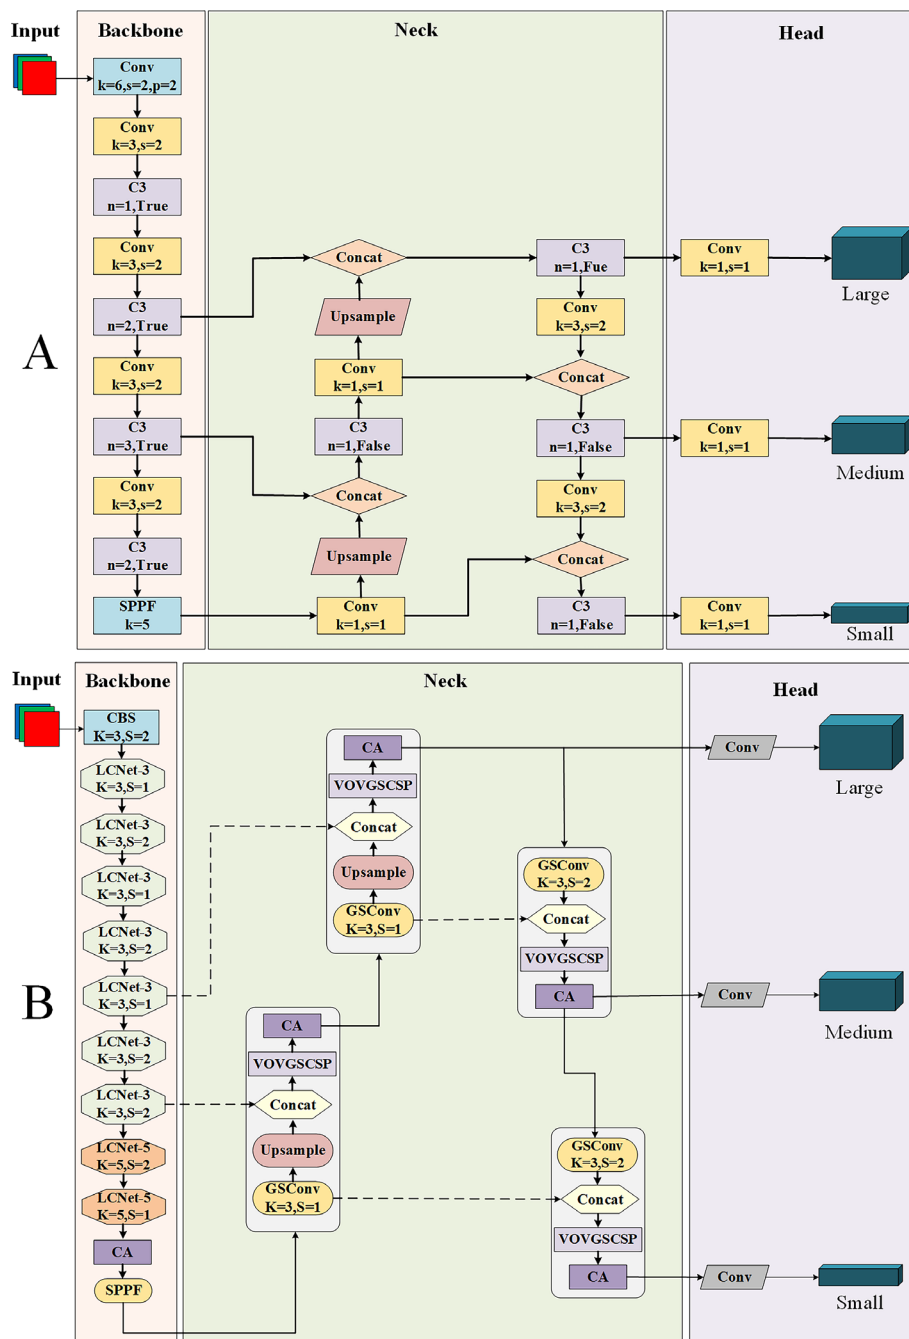 Input
Backbone
Neck
Head
Conv
k=6,s=2,p=2
Conv
k=3,s=2
C3
n=1,True
Conv
k=3,s=2
C3
n=2,True
Conv
k=3,s=2
C3
n=3,True
Conv
k=3,s=2
C3
n=2,True
SPPF
k=5
A
Concat
Upsample
Conv
k=1,s=1
C3
n=1,False
Concat
Upsample
Conv
k=1,s=1
C3
n=1,Fue
Conv
k=3,s=2
Concat
C3
n=1,False
Conv
k=3,s=2
Concat
C3
n=1,False
Conv
k=1,s=1
Large
Conv
k=1,s=1
Medium
Conv
k=1,s=1
Small
Input
Backbone
Neck
Head
CBS
K=3,S=2
LCNet-3
K=3,S=1
LCNet-3
K=3,S=2
LCNet-3
K=3,S=1
LCNet-3
K=3,S=2
LCNet-3
K=3,S=1
LCNet-3
K=3,S=2
LCNet-3
K=3,S=2
LCNet-5
K=5,S=2
LCNet-5
K=5,S=1
CA
SPPF
B
CA
VOVGSCSP
Concat
Upsample
GSConv
K=3,S=1
CA
VOVGSCSP
Concat
Upsample
GSConv
K=3,S=1
GSConv
K=3,S=2
Concat
VOVGSCSP
CA
GSConv
K=3,S=2
Concat
VOVGSCSP
CA
Conv
Large
Conv
Medium
Conv
Small